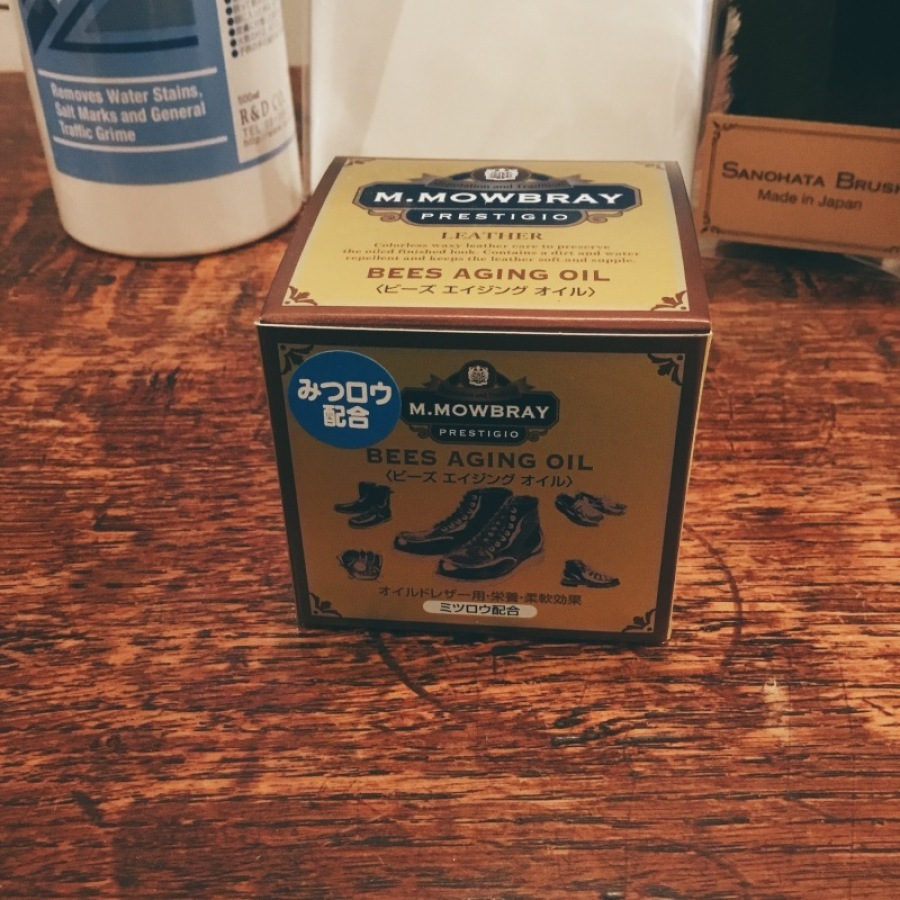 Removes Water Stains,
Salt Marks and General
Traffic Grime
500ml
R&D CO.
SANOHATA BRUSH
Made in Japan
M.MOWBRAY
PRESTIGIO
LEATHER
Colorless waxy leather care to preserve
the oiled finished look. Contains a dirt and water
repellent and keeps the leather soft and supple.
BEES AGING OIL
〈ビーズ エイジング オイル〉
みつロウ
配合
M.MOWBRAY
PRESTIGIO
BEES AGING OIL
〈ビーズ エイジング オイル〉
オイルドレザー用・栄養・柔軟効果
ミツロウ配合